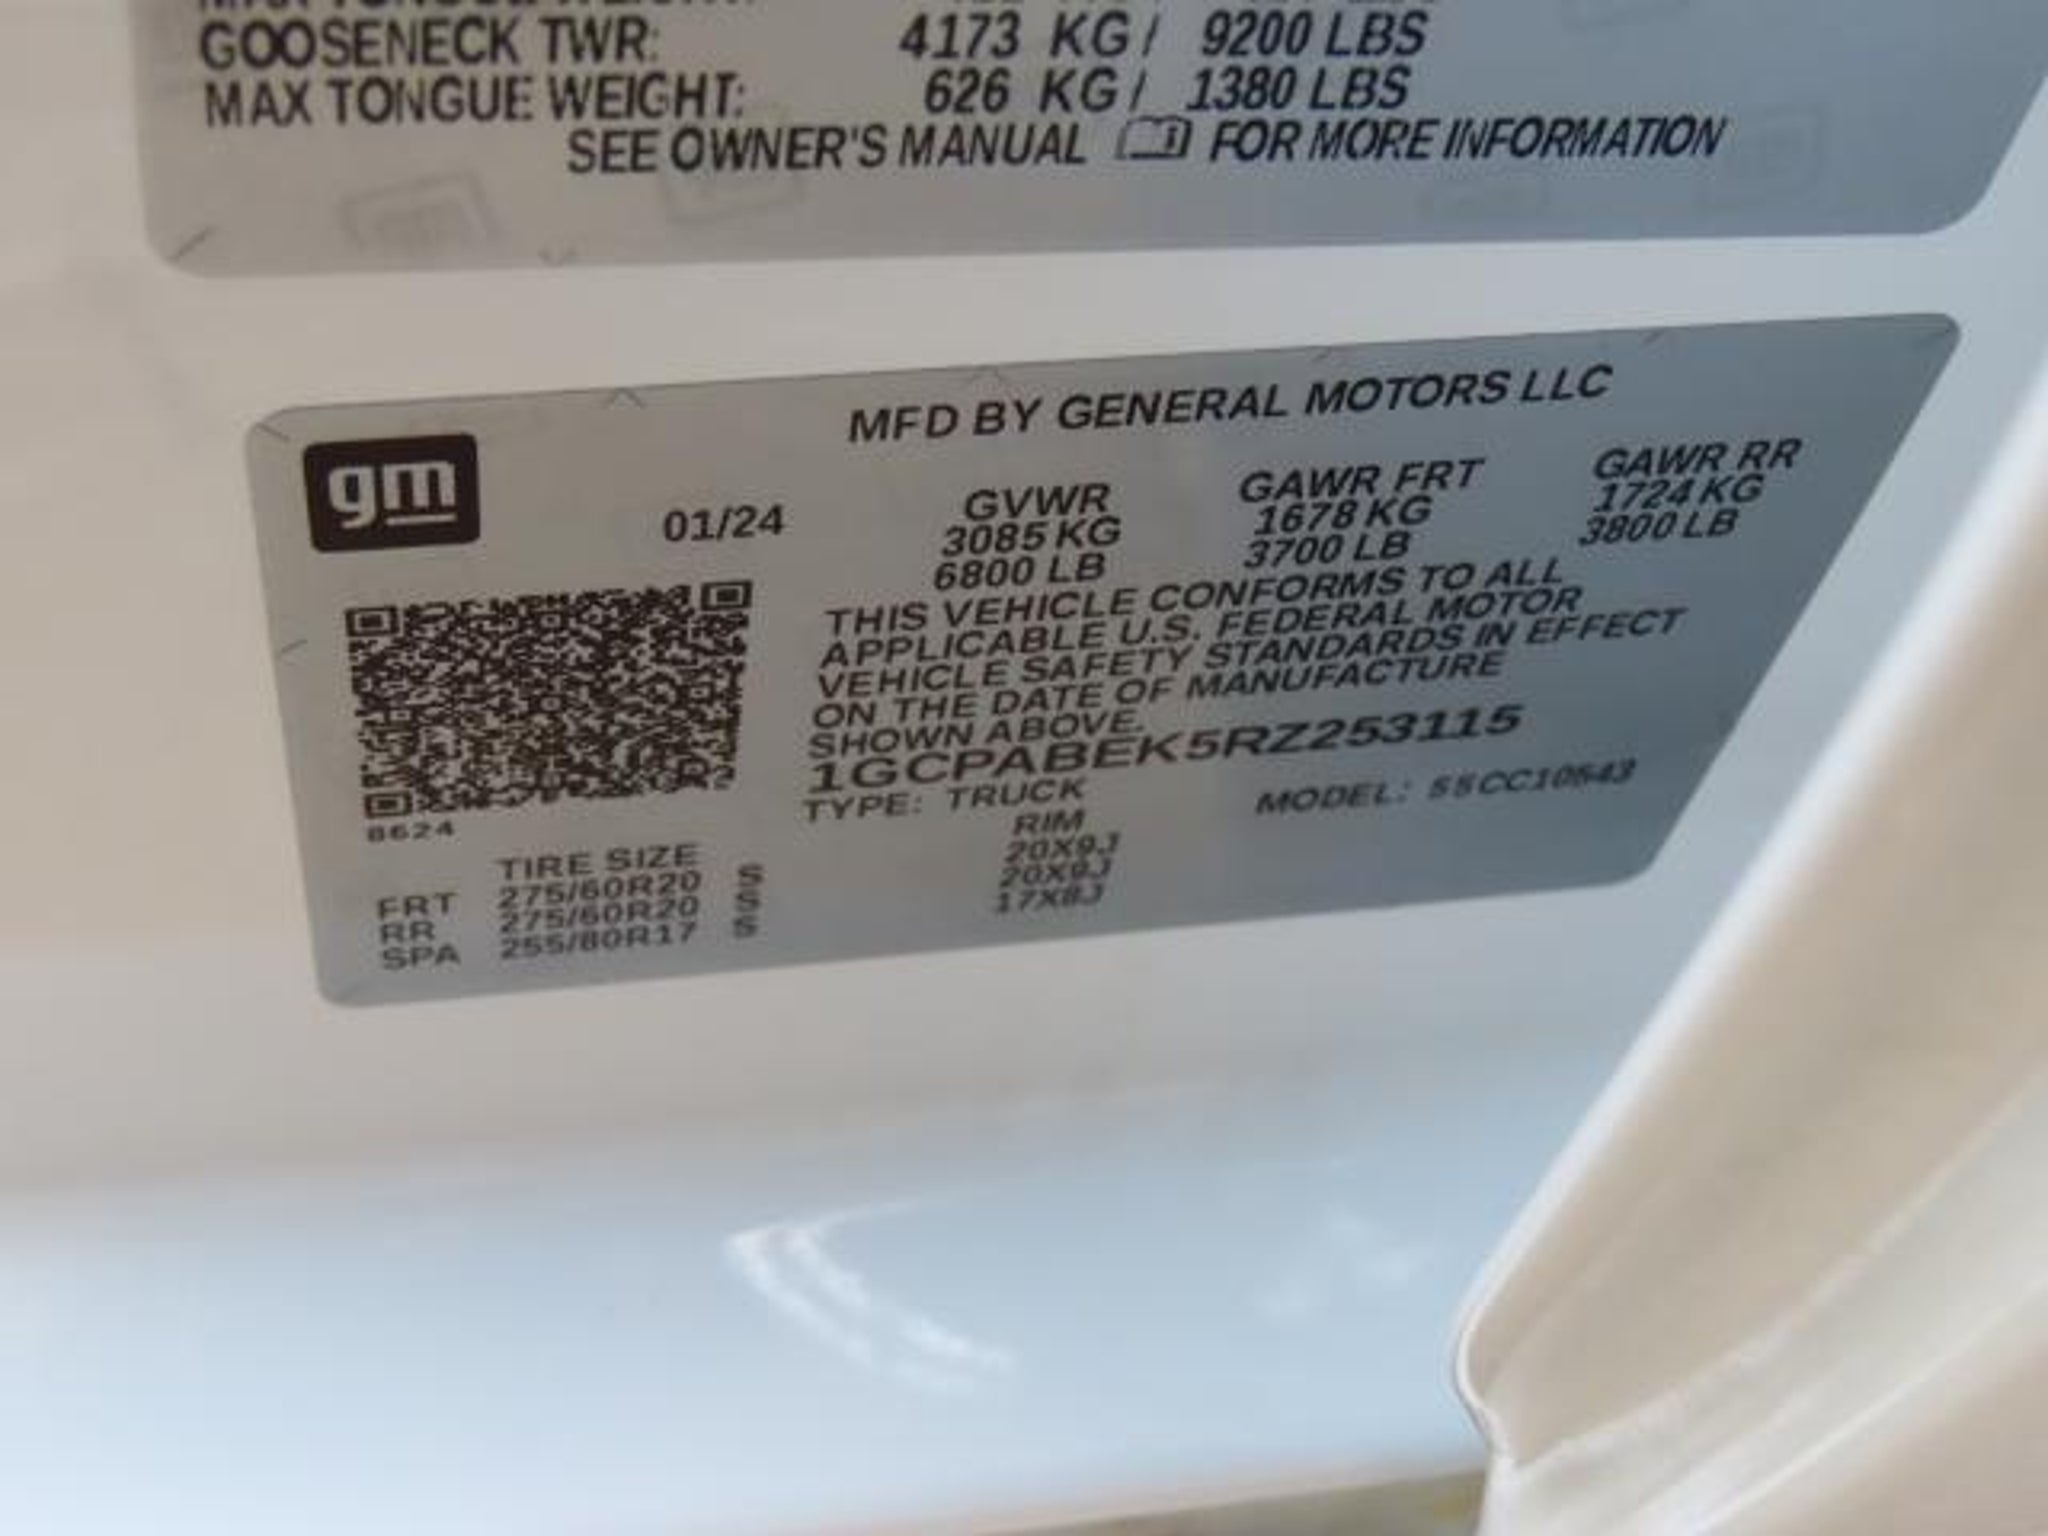 MAX TONGUE WEIGHT:
GOOSENECK TWR: 4173 KG / 9200 LBS
MAX TONGUE WEIGHT: 626 KG / 1380 LBS
SEE OWNER'S MANUAL FOR MORE INFORMATION
MFD BY GENERAL MOTORS LLC
gm
01/24
GVWR GAWR FRT GAWR RR
3085 KG 1678 KG 1724 KG
6800 LB 3700 LB 3800 LB
THIS VEHICLE CONFORMS TO ALL
APPLICABLE U.S. FEDERAL MOTOR
VEHICLE SAFETY STANDARDS IN EFFECT
ON THE DATE OF MANUFACTURE
SHOWN ABOVE.
1GCPABEK5RZ253115
TYPE: TRUCK MODEL: SSCC10543
8624
TIRE SIZE RIM
FRT 275/60R20 S 20X9J
RR 275/60R20 S 20X9J
SPA 255/80R17 S 17X8J